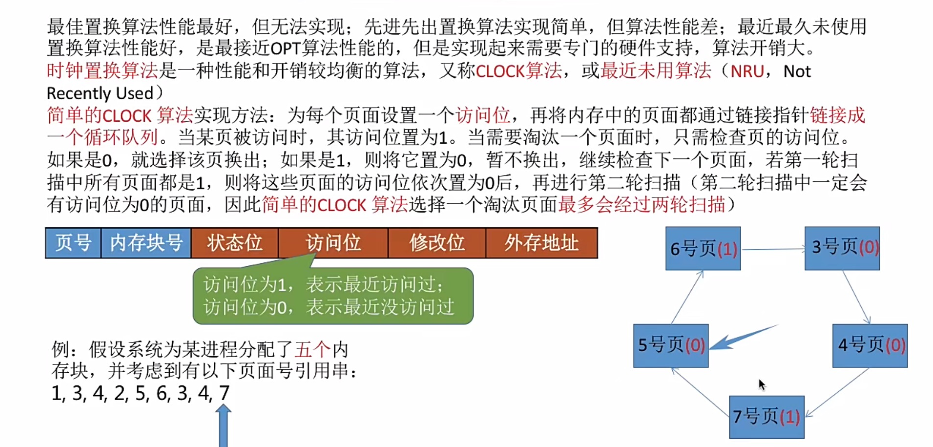 最佳置换算法性能最好，但无法实现；先进先出置换算法实现简单，但算法性能差；最近最久未使用
置换算法性能好，是最接近OPT算法性能的，但是实现起来需要专门的硬件支持，算法开销大。
时钟置换算法是一种性能和开销较均衡的算法，又称CLOCK算法，或最近未用算法（NRU，Not
Recently Used）
简单的CLOCK 算法实现方法：为每个页面设置一个访问位，再将内存中的页面都通过链接指针链接成
一个循环队列。当某页被访问时，其访问位置为1。当需要淘汰一个页面时，只需检查页的访问位。
如果是0，就选择该页换出；如果是1，则将它置为0，暂不换出，继续检查下一个页面，若第一轮扫
描中所有页面都是1，则将这些页面的访问位依次置为0后，再进行第二轮扫描（第二轮扫描中一定会
有访问位为0的页面，因此简单的CLOCK 算法选择一个淘汰页面最多会经过两轮扫描）
页号 内存块号 状态位 访问位 修改位 外存地址
访问位为1，表示最近访问过；
访问位为0，表示最近没访问过
例：假设系统为某进程分配了五个内
存块，并考虑到有以下页面号引用串：
1, 3, 4, 2, 5, 6, 3, 4, 7
6号页(1)
3号页(0)
5号页(0)
4号页(0)
7号页(1)